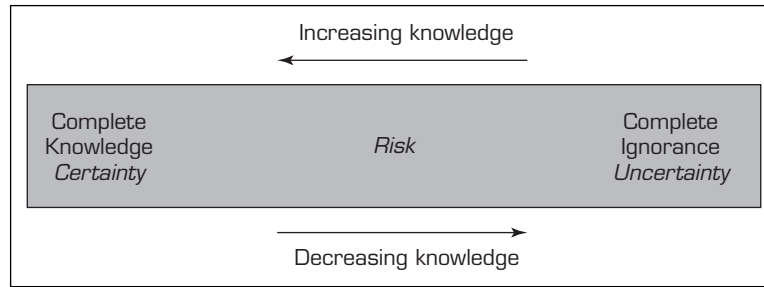 Increasing knowledge
Complete
Knowledge
Certainty
Risk
Complete
Ignorance
Uncertainty
Decreasing knowledge